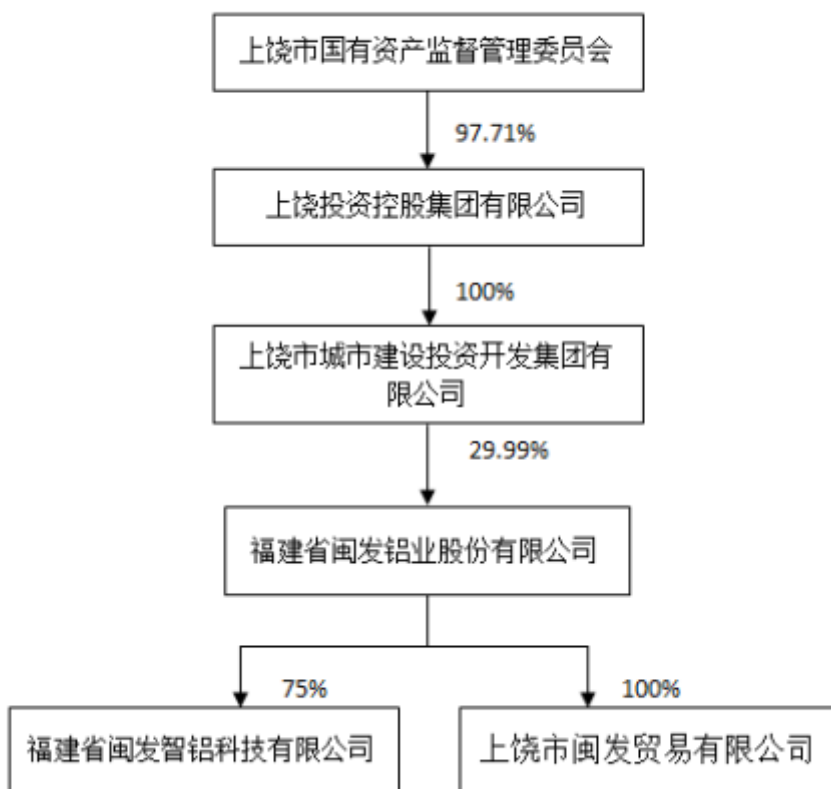 上饶市国有资产监督管理委员会
97.71%
上饶投资控股集团有限公司
100%
上饶市城市建设投资开发集团有
限公司
29.99%
福建省闽发铝业股份有限公司
75%
100%
福建省闽发智铝科技有限公司
上饶市闽发贸易有限公司